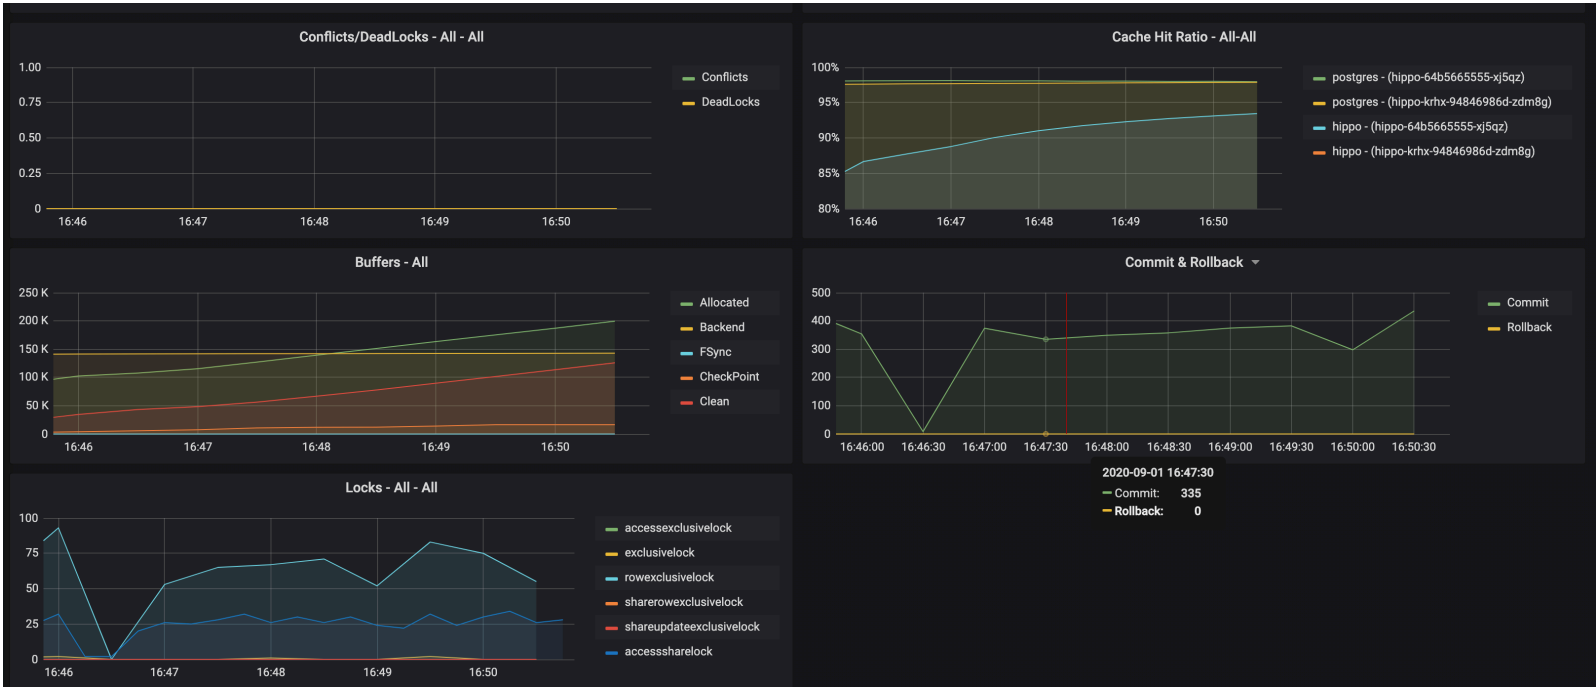 Conflicts/DeadLocks - All - All
1.00
0.75
0.50
0.25
0
16:46 16:47 16:48 16:49 16:50
Conflicts
DeadLocks
Cache Hit Ratio - All-All
100%
95%
90%
85%
80%
16:46 16:47 16:48 16:49 16:50
postgres - (hippo-64b5665555-xj5qz)
postgres - (hippo-krhx-94846986d-zdm8g)
hippo - (hippo-64b5665555-xj5qz)
hippo - (hippo-krhx-94846986d-zdm8g)
Buffers - All
250 K
200 K
150 K
100 K
50 K
0
16:46 16:47 16:48 16:49 16:50
Allocated
Backend
FSync
CheckPoint
Clean
Commit & Rollback
500
400
300
200
100
0
16:46:00 16:46:30 16:47:00 16:47:30 16:48:00 16:48:30 16:49:00 16:49:30 16:50:00 16:50:30
Commit
Rollback
2020-09-01 16:47:30
Commit: 335
Rollback: 0
Locks - All - All
100
75
50
25
0
16:46 16:47 16:48 16:49 16:50
accessexclusivelock
exclusivelock
rowexclusivelock
sharerowexclusivelock
shareupdateexclusivelock
accesssharelock